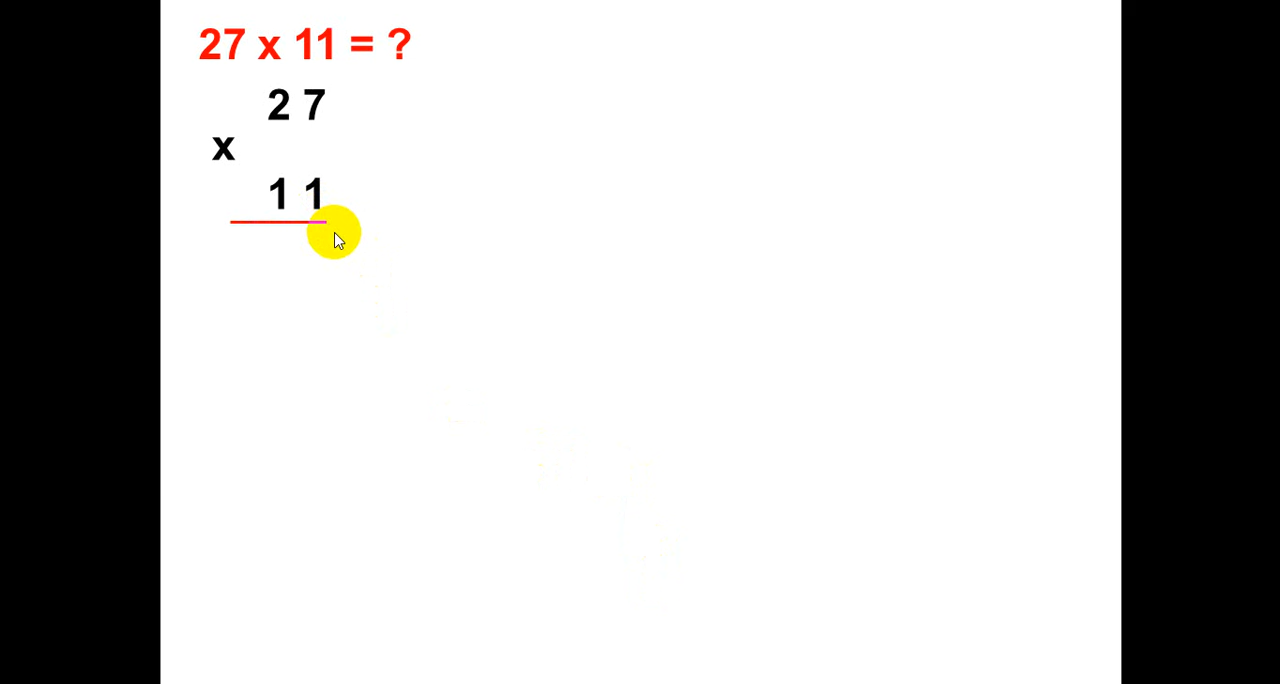 27 x 11 = ?
2 7
x
1 1